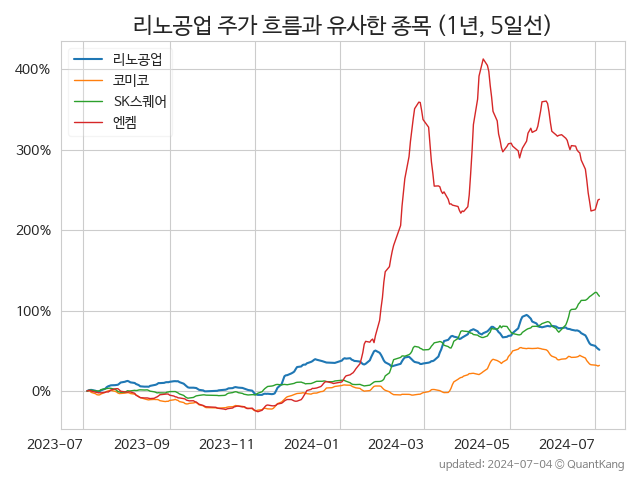 리노공업 주가 흐름과 유사한 종목 (1년, 5일선)
리노공업
코미코
SK스퀘어
엔켐
400%
300%
200%
100%
0%
2023-07 2023-09 2023-11 2024-01 2024-03 2024-05 2024-07
updated: 2024-07-04 @ QuantKang